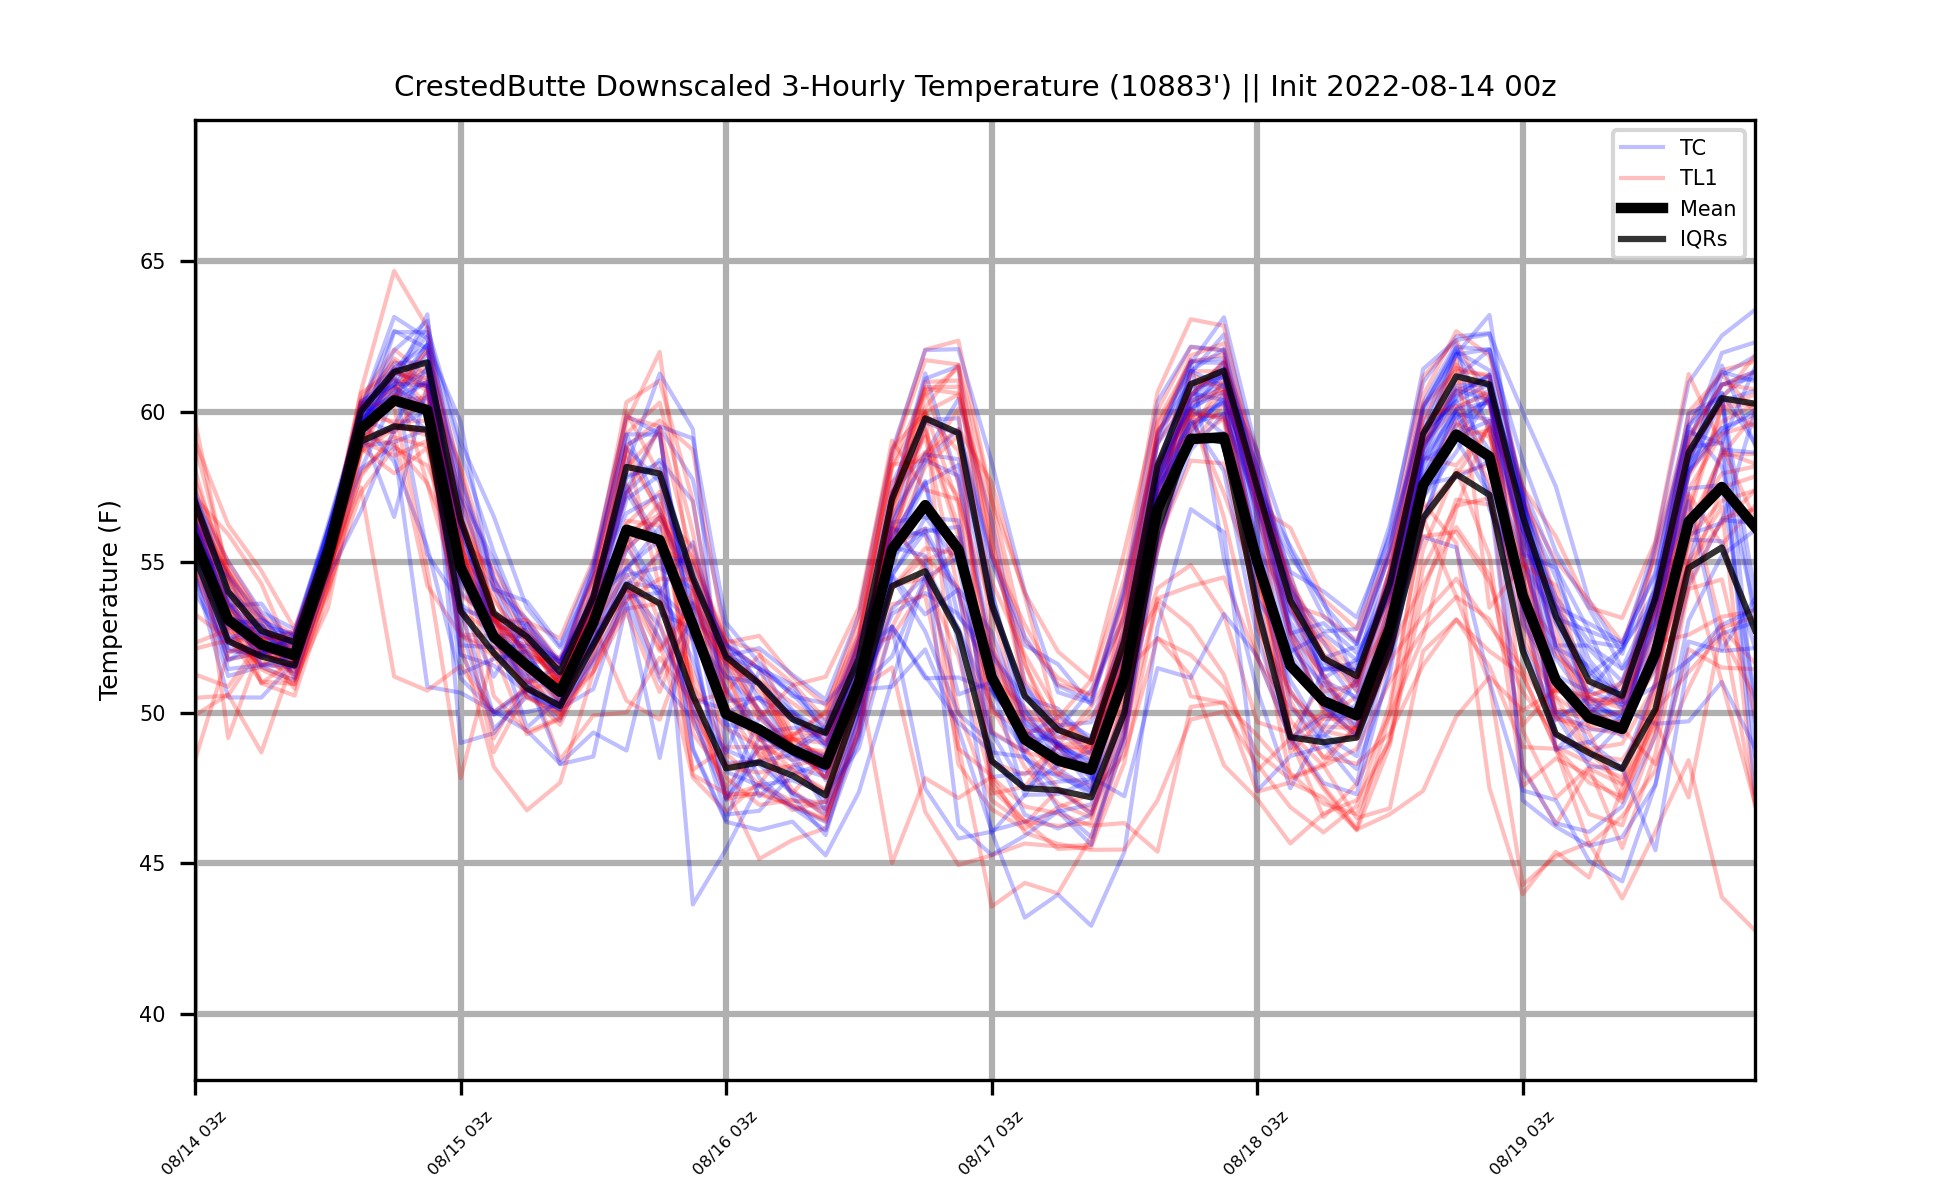 CrestedButte Downscaled 3-Hourly Temperature (10883') || Init 2022-08-14 00z
TC
TL1
Mean
IQRs
Temperature (F)
65
60
55
50
45
40
08/14 03z
08/15 03z
08/16 03z
08/17 03z
08/18 03z
08/19 03z